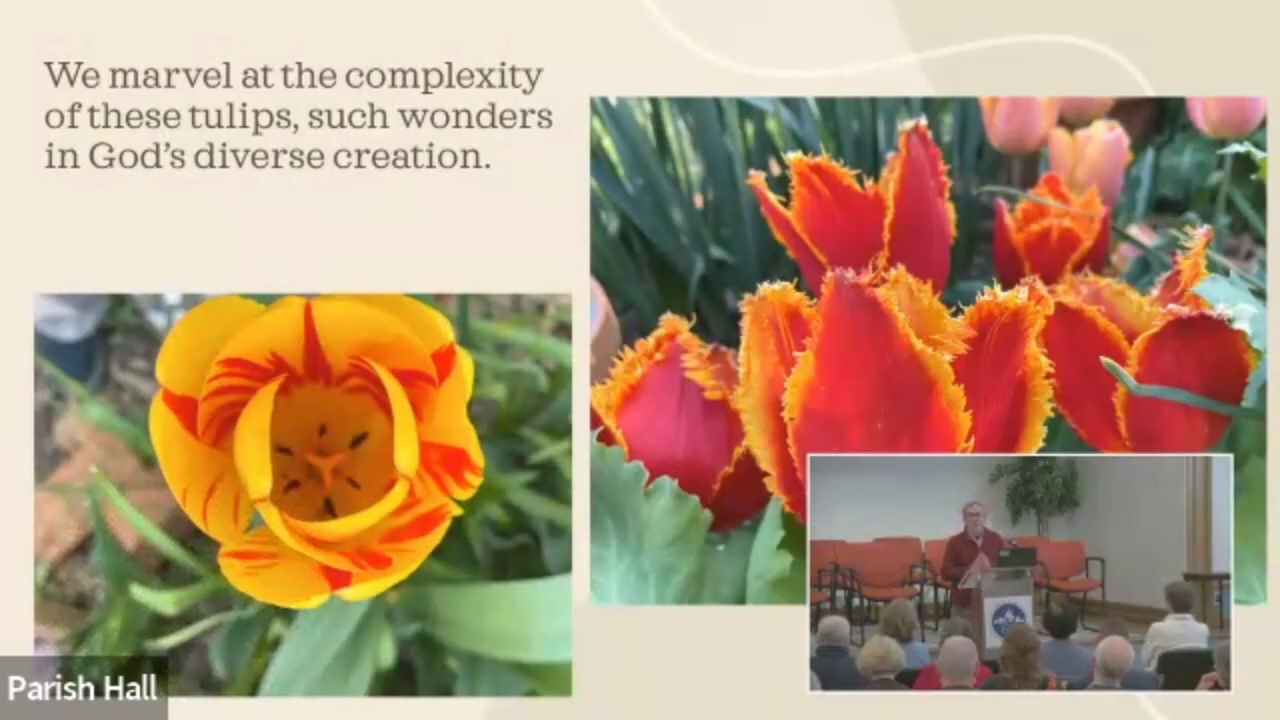 We marvel at the complexity
of these tulips, such wonders
in God's diverse creation.
Parish Hall